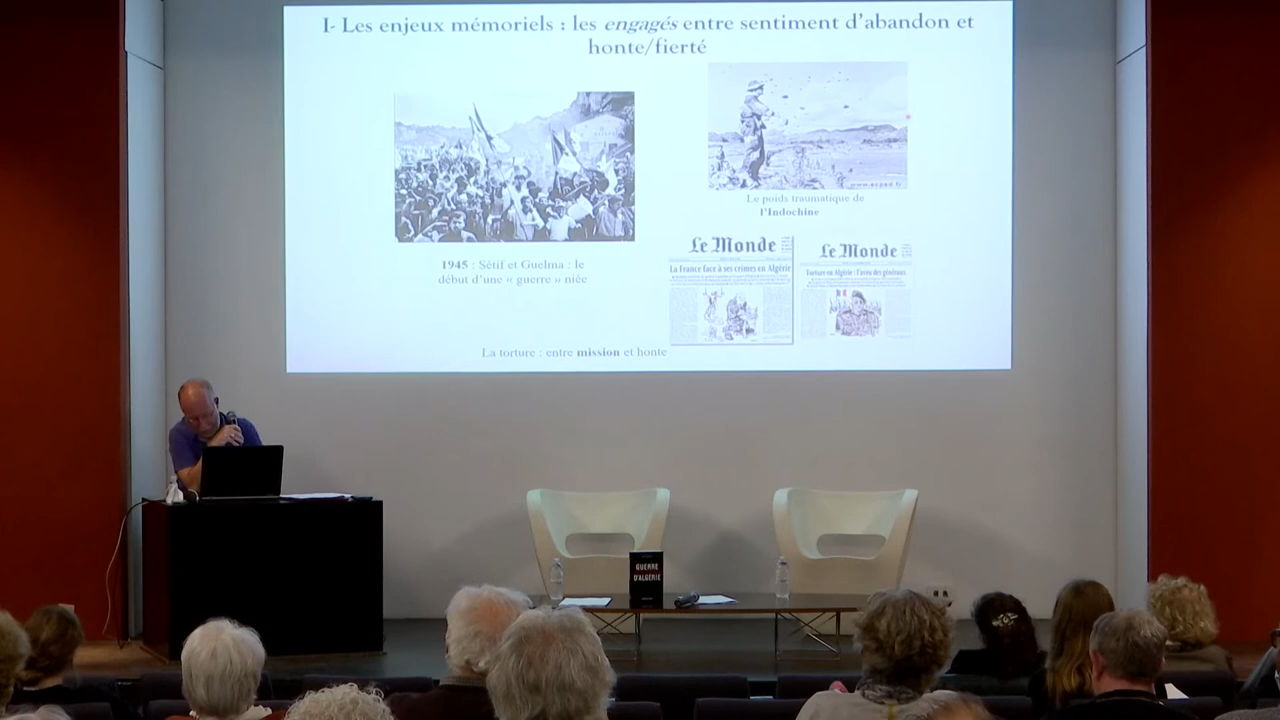 I- Les enjeux mémoriels : les engagés entre sentiment d'abandon et
honte/fierté
www.ecpad.fr
Le poids traumatique de
l'Indochine
1945 : Sétif et Guelma : le
début d'une « guerre » niée
Le Monde
La France face à ses crimes en Algérie
Le Monde
Torture en Algérie : l'aveu des généraux
La torture : entre mission et honte
GUERRE
D'ALGÉRIE